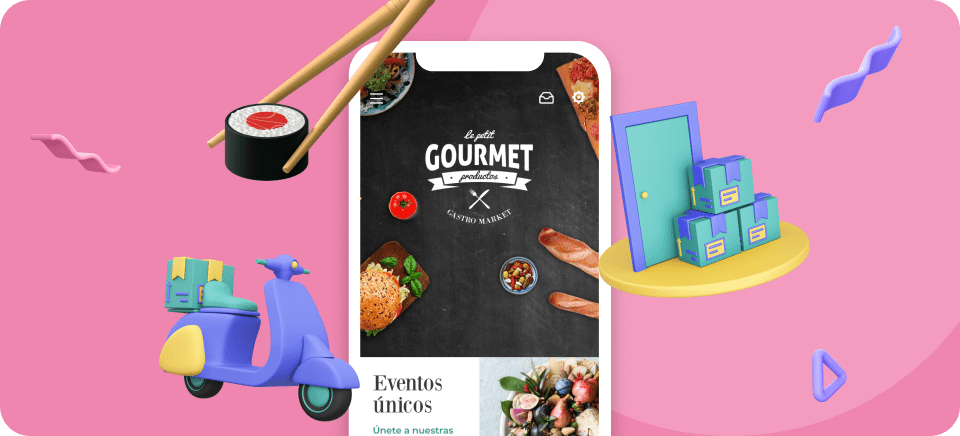 le petit
GOURMET
productos
GASTRO MARKET
Eventos
únicos
Únete a nuestras